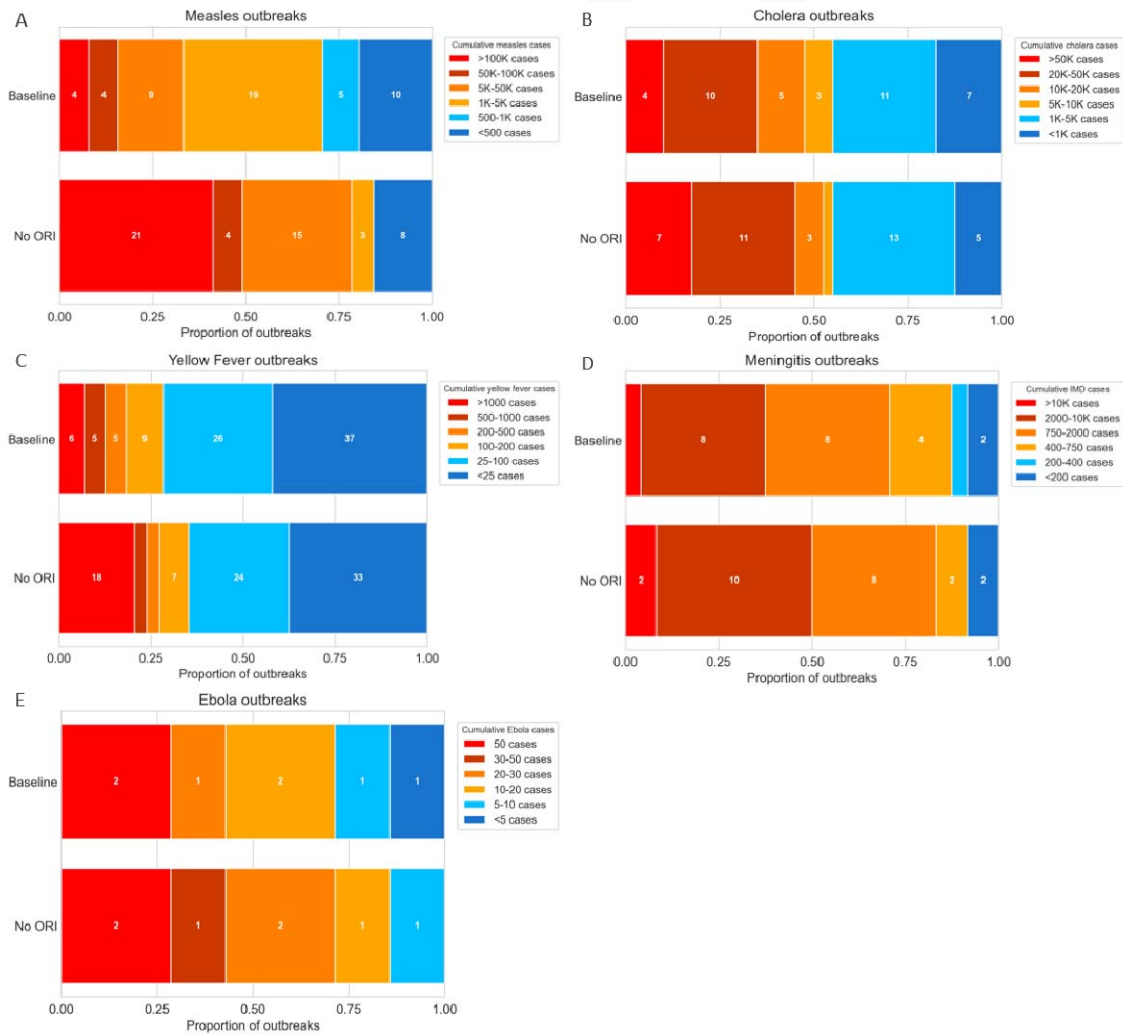 A
Measles outbreaks
Baseline
4 4 9 19 5 10
No ORI
21 4 15 3 8
0.00 0.25 0.50 0.75 1.00
Proportion of outbreaks
Cumulative measles cases
>100K cases
50K-100K cases
5K-50K cases
1K-5K cases
500-1K cases
<500 cases
B
Cholera outbreaks
Baseline
4 10 5 3 11 7
No ORI
7 11 3 13 5
0.00 0.25 0.50 0.75 1.00
Proportion of outbreaks
Cumulative cholera cases
>50K cases
20K-50K cases
10K-20K cases
5K-10K cases
1K-5K cases
<1K cases
C
Yellow Fever outbreaks
Baseline
6 5 5 9 26 37
No ORI
18 7 24 33
0.00 0.25 0.50 0.75 1.00
Proportion of outbreaks
Cumulative yellow fever cases
>1000 cases
500-1000 cases
200-500 cases
100-200 cases
25-100 cases
<25 cases
D
Meningitis outbreaks
Baseline
8 8 4 2
No ORI
2 10 8 2 2
0.00 0.25 0.50 0.75 1.00
Proportion of outbreaks
Cumulative IMD cases
>10K cases
2000-10K cases
750-2000 cases
400-750 cases
200-400 cases
<200 cases
E
Ebola outbreaks
Baseline
2 1 2 1 1
No ORI
2 1 2 1 1
0.00 0.25 0.50 0.75 1.00
Proportion of outbreaks
Cumulative Ebola cases
50 cases
30-50 cases
20-30 cases
10-20 cases
5-10 cases
<5 cases